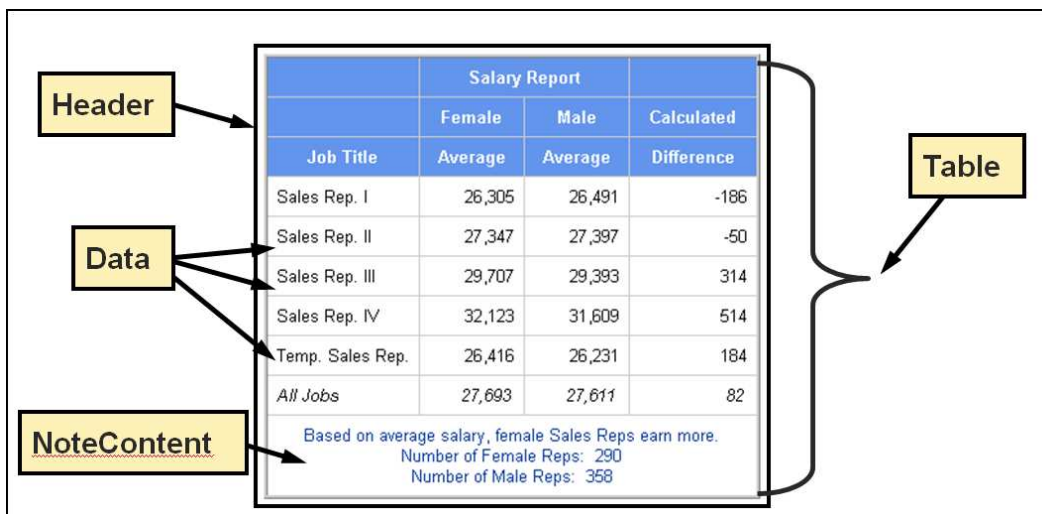 Header
Data
NoteContent
Table
Salary Report
Female Male Calculated
Job Title Average Average Difference
Sales Rep. I 26,305 26,491 -186
Sales Rep. II 27,347 27,397 -50
Sales Rep. III 29,707 29,393 314
Sales Rep. IV 32,123 31,609 514
Temp. Sales Rep. 26,416 26,231 184
All Jobs 27,693 27,611 82
Based on average salary, female Sales Reps earn more.
Number of Female Reps: 290
Number of Male Reps: 358